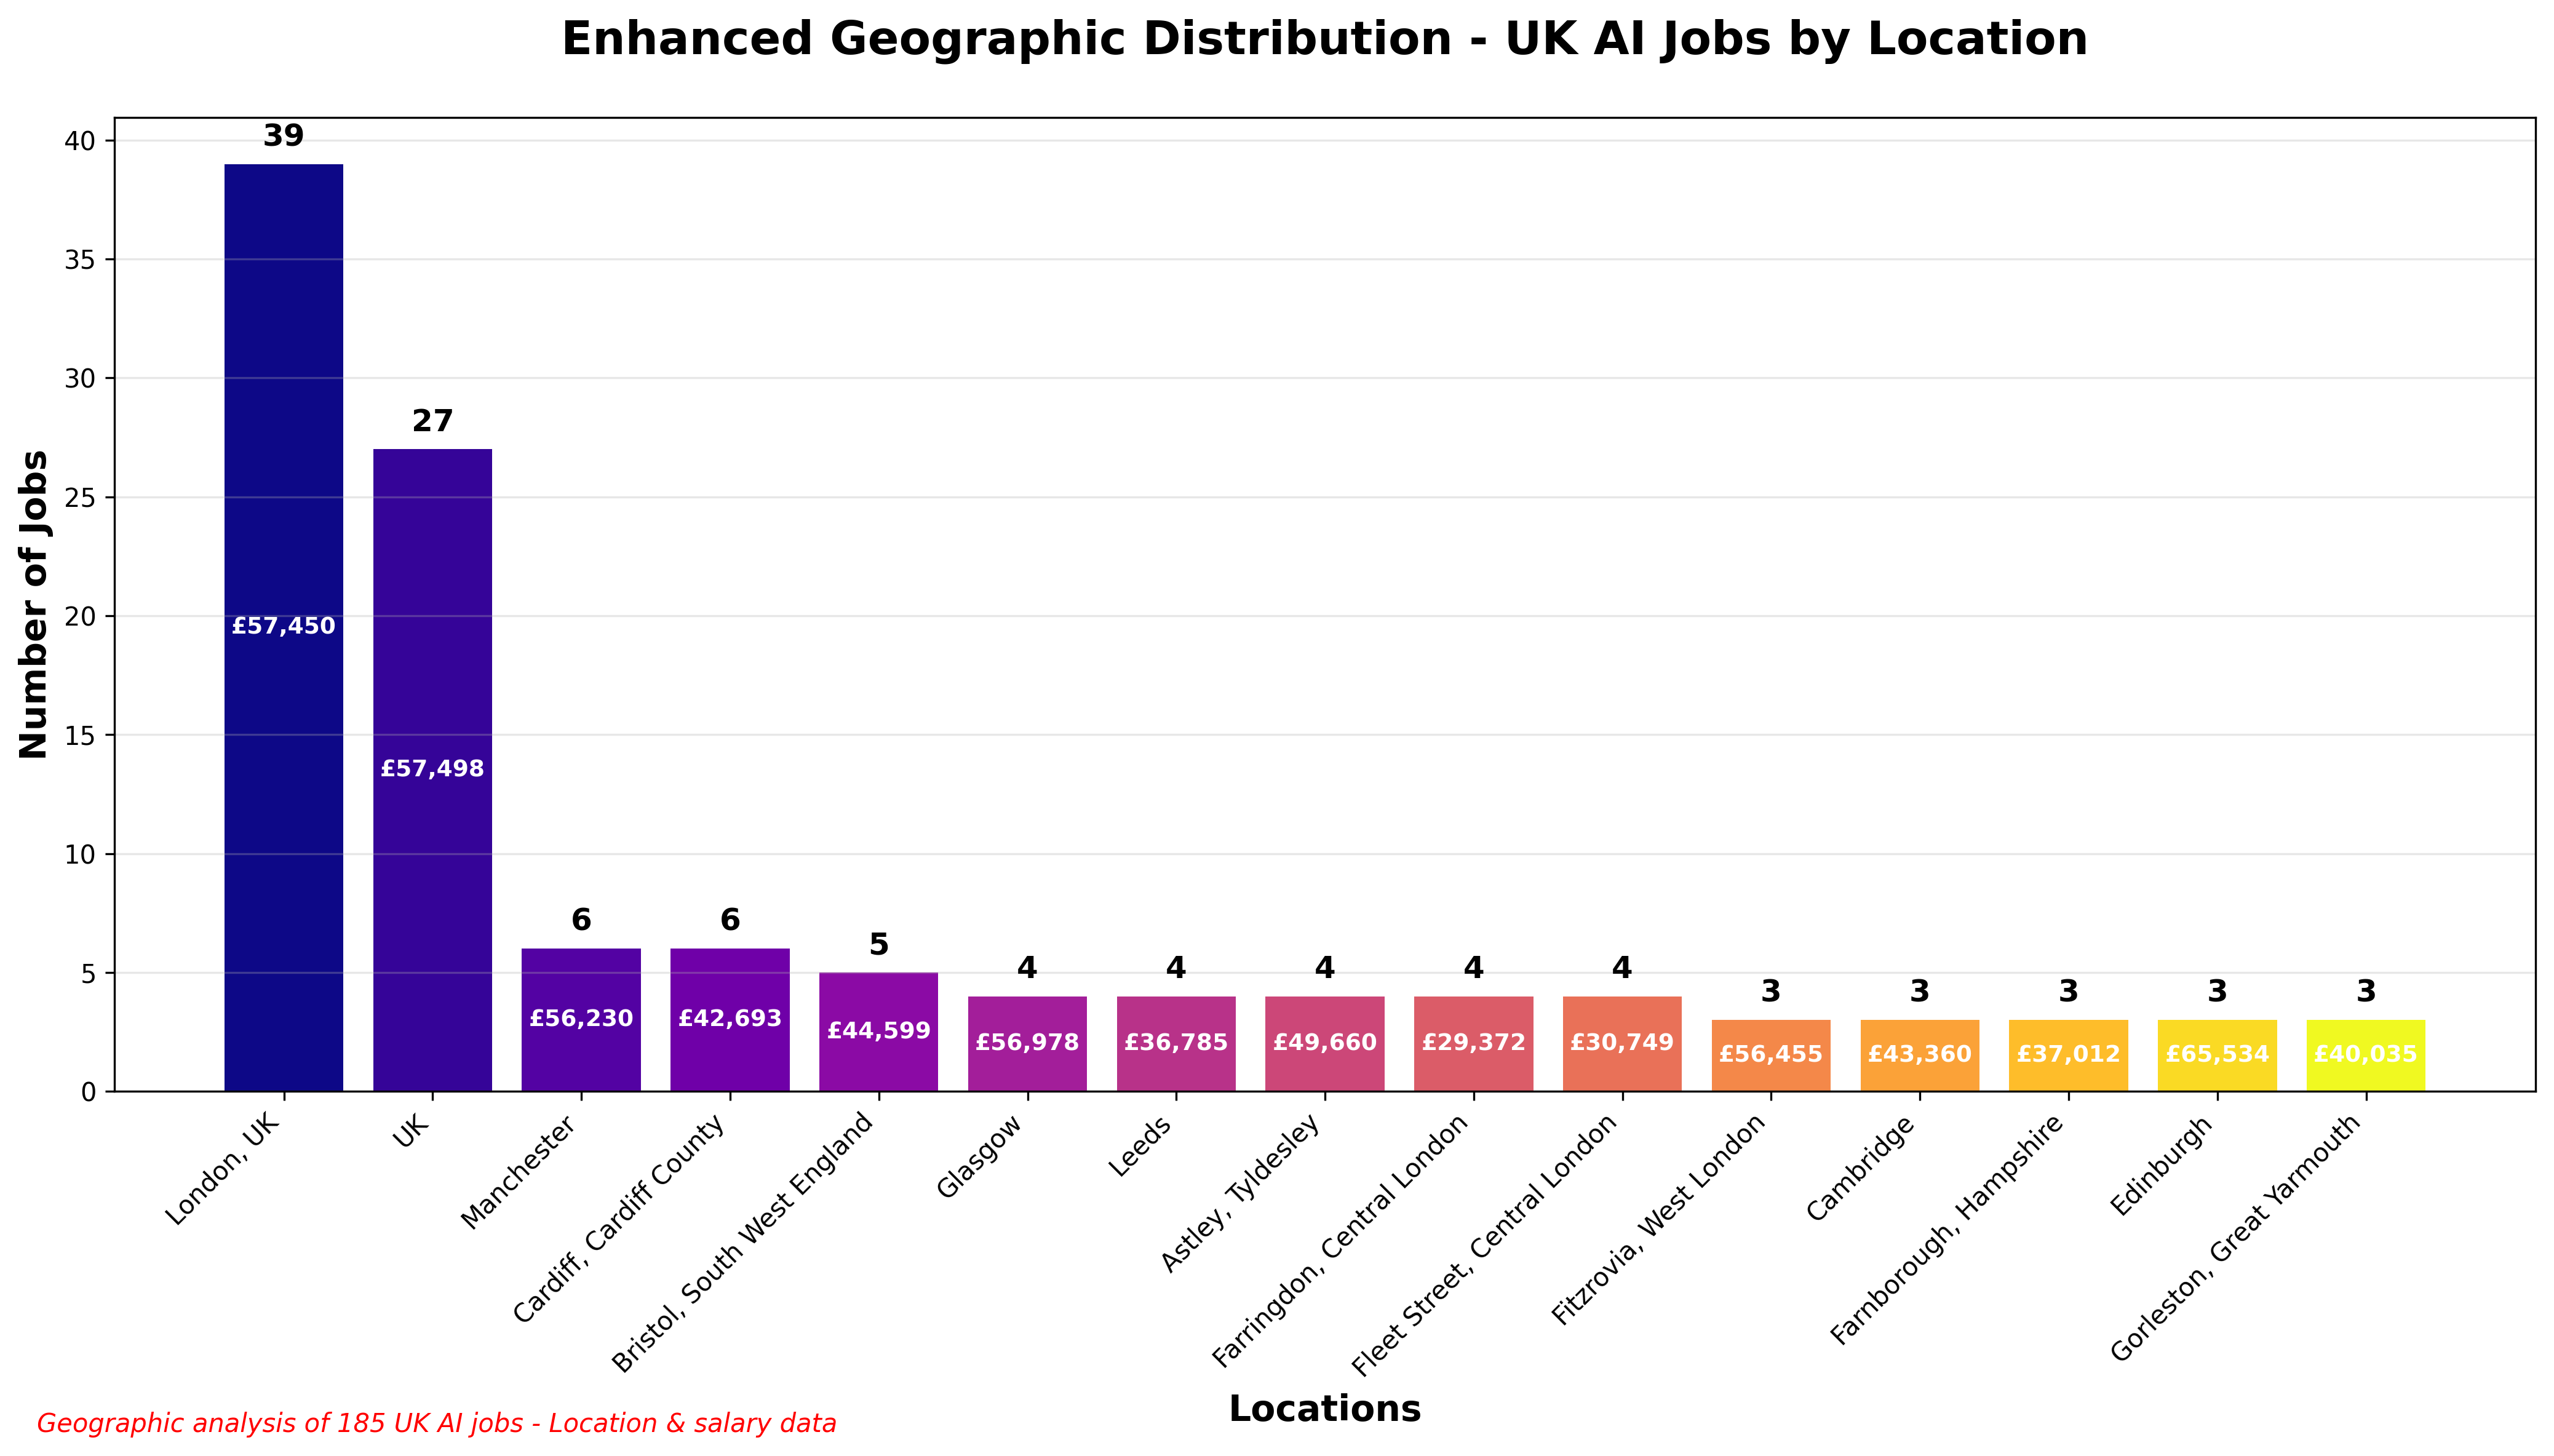 Enhanced Geographic Distribution - UK AI Jobs by Location
Number of Jobs
40
35
30
25
20
15
10
5
0
39
27
6
6
5
4
4
4
4
4
3
3
3
3
3
£57,450
£57,498
£56,230
£42,693
£44,599
£56,978
£36,785
£49,660
£29,372
£30,749
£56,455
£43,360
£37,012
£65,534
£40,035
London, UK
UK
Manchester
Cardiff, Cardiff County
Bristol, South West England
Glasgow
Leeds
Astley, Tyldesley
Farringdon, Central London
Fleet Street, Central London
Fitzrovia, West London
Cambridge
Farnborough, Hampshire
Edinburgh
Gorleston, Great Yarmouth
Locations
Geographic analysis of 185 UK AI jobs - Location & salary data